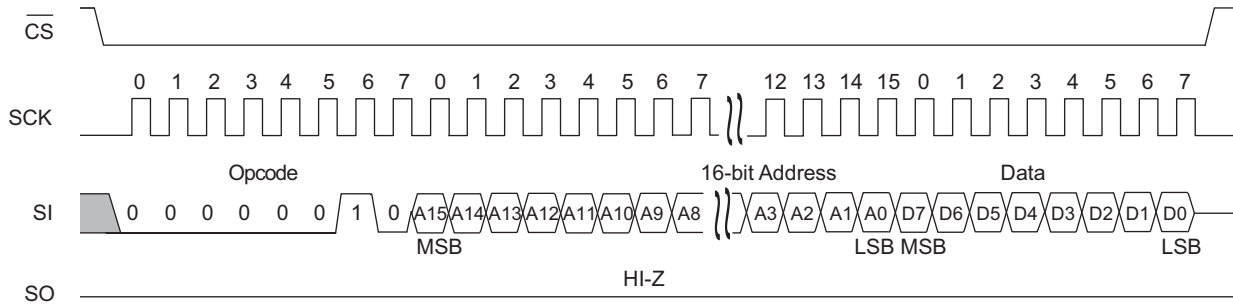 CS
0 1 2 3 4 5 6 7 0 1 2 3 4 5 6 7 12 13 14 15 0 1 2 3 4 5 6 7
SCK
Opcode 16-bit Address Data
SI 0 0 0 0 0 0 1 0 A15 A14 A13 A12 A11 A10 A9 A8 A3 A2 A1 A0 D7 D6 D5 D4 D3 D2 D1 D0
MSB LSB MSB LSB
HI-Z
SO